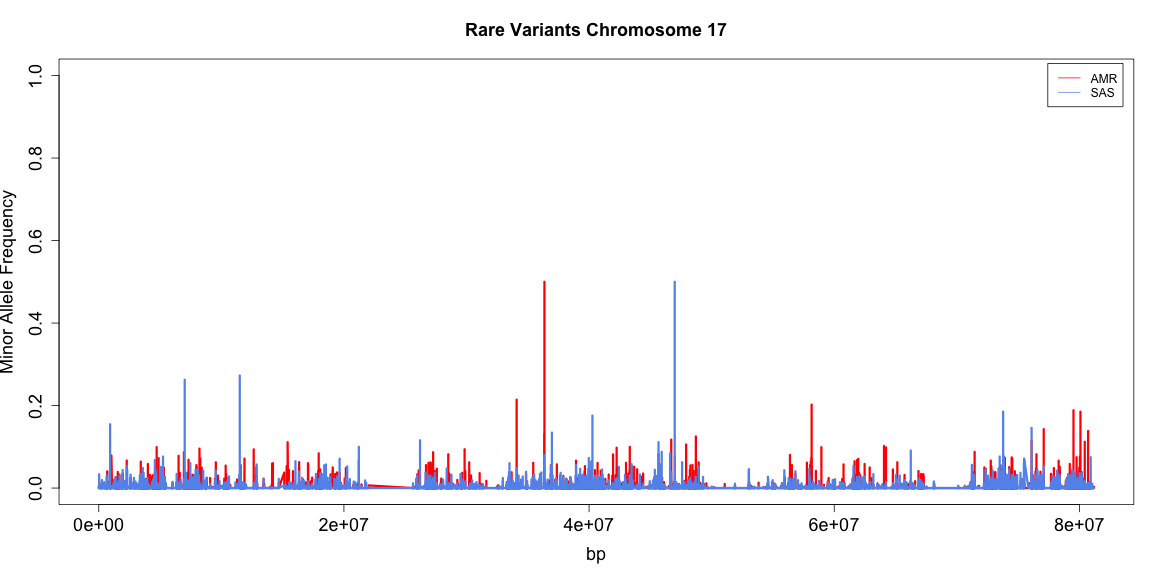 Rare Variants Chromosome 17
AMR
SAS
Minor Allele Frequency
1.0
0.8
0.6
0.4
0.2
0.0
0e+00
2e+07
4e+07
6e+07
8e+07
bp